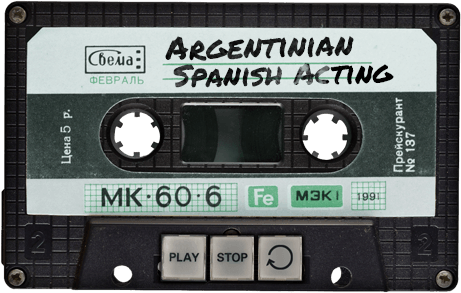 Свема
ФЕВРАЛЬ
ARGENTINIAN
SPANISH ACTING
Цена 5 р.
Прейскурант
№ 137
МК·60·6
Fe
МЭК I
1991
2
2
PLAY
STOP